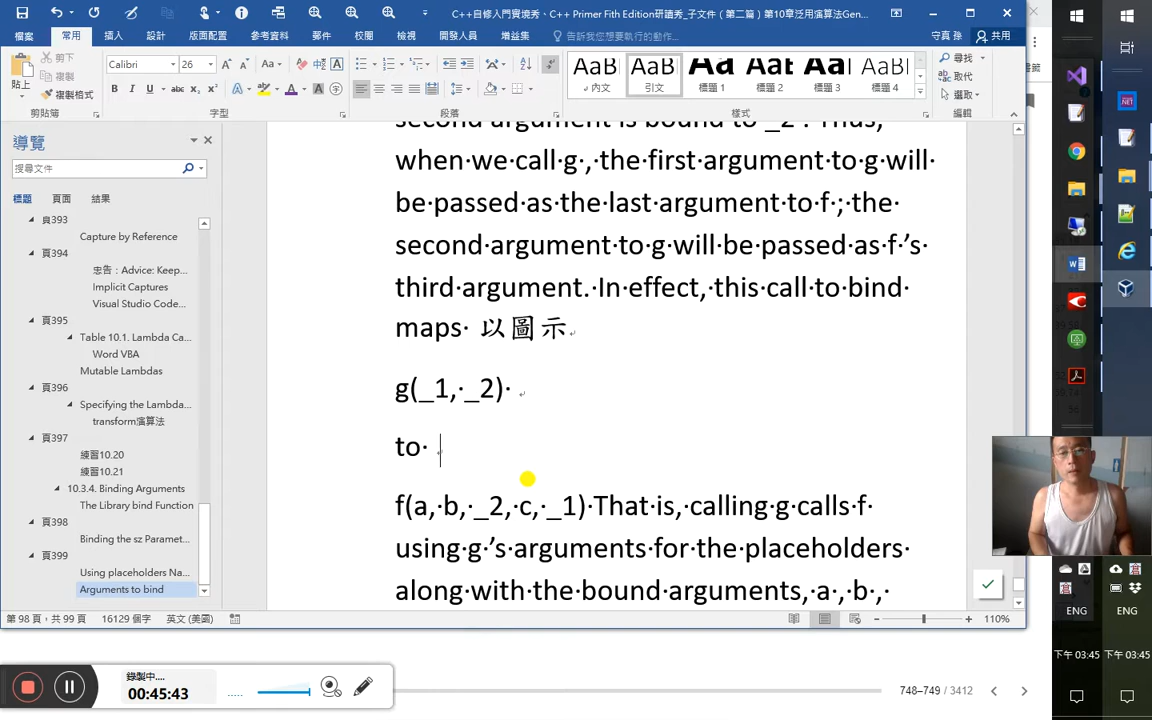 C++自修入門實境秀、C++ Primer Fith Edition研讀秀_子文件（第二篇）第10章泛用演算法Gen...
檔案 常用 插入 設計 版面配置 參考資料 郵件 校閱 檢視 開發人員 增益集 告訴我您想要執行的動作... 守真 孫 共用
貼上
剪下
複製
複製格式
剪貼簿
Calibri 26
字型
段落
AaB AaBb AaB AaB AaB AaBb
內文 引文 標題 1 標題 2 標題 3 標題 4
樣式
尋找
取代
選取
編輯
導覽
搜尋文件
標題 頁面 結果
頁393
Capture by Reference
頁394
忠告：Advice: Keep...
Implicit Captures
Visual Studio Code...
頁395
Table 10.1. Lambda Ca...
Word VBA
Mutable Lambdas
頁396
Specifying the Lambda...
transform演算法
頁397
練習10.20
練習10.21
10.3.4. Binding Arguments
The Library bind Function
頁398
Binding the sz Paramet...
頁399
Using placeholders Na...
Arguments to bind
second argument is bound to _2 . Thus,
when we call g , the first argument to g will
be passed as the last argument to f ; the
second argument to g will be passed as f ’s
third argument. In effect, this call to bind
maps 以圖示
g(_1, _2)
to
f(a, b, _2, c, _1) That is, calling g calls f
using g ’s arguments for the placeholders
along with the bound arguments, a , b ,
第 98 頁，共 99 頁 16129 個字 英文 (美國) 110%
錄製中....
00:45:43
748–749 / 3412
ENG ENG
下午 03:45 下午 03:45